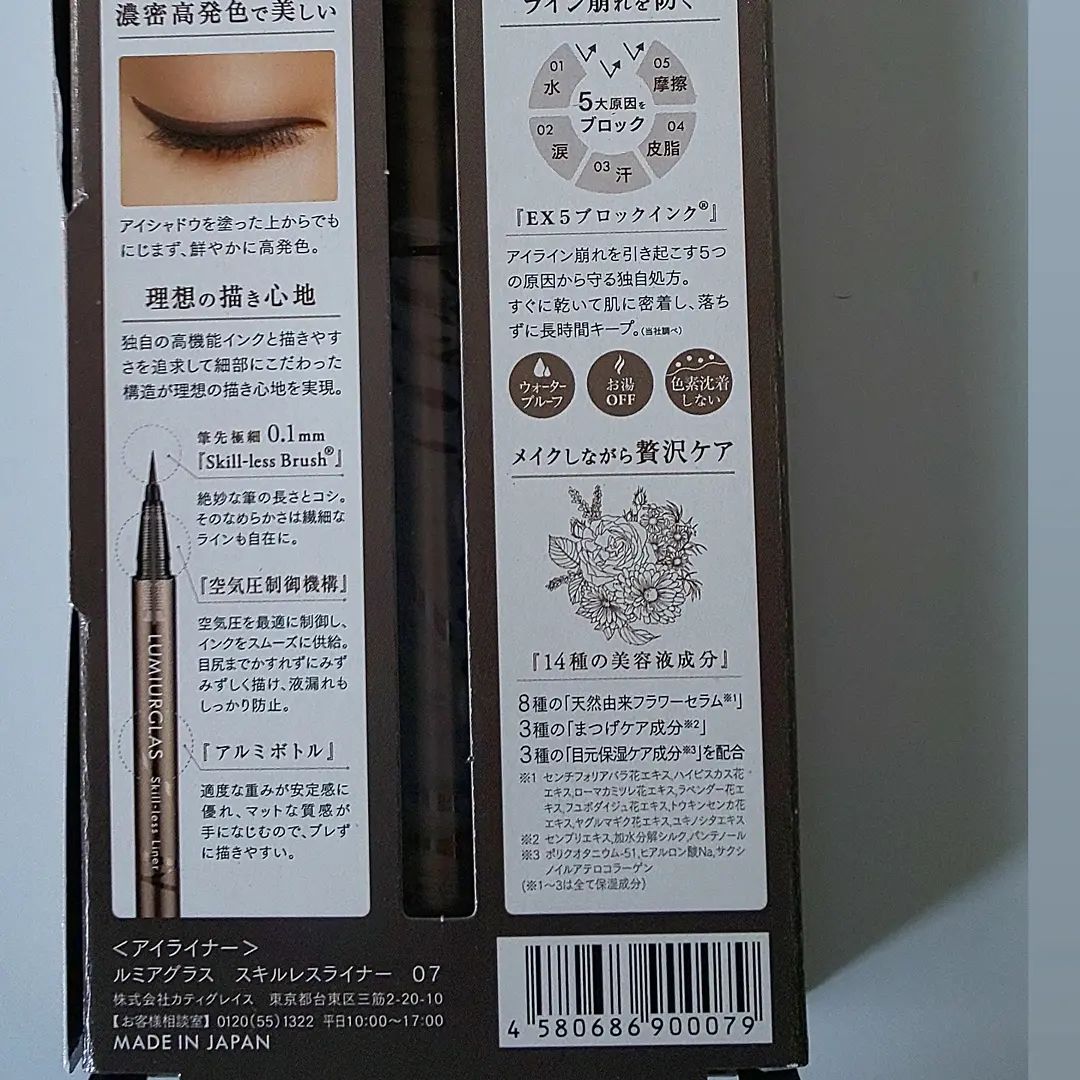 濃密高発色で美しい
アイシャドウを塗った上からでも
にじまず、鮮やかに高発色。
理想の描き心地
独自の高機能インクと描きやす
さを追求して細部にこだわった
構造が理想の描き心地を実現。
筆先極細 0.1mm
『Skill-less Brush®』
絶妙な筆の長さとコシ。
そのなめらかさは繊細な
ラインも自在に。
『空気圧制御機構』
空気圧を最適に制御し、
インクをスムーズに供給。
目尻までかすれずにみず
みずしく描け、液漏れも
しっかり防止。
『アルミボトル』
適度な重みが安定感に
優れ、マットな質感が
手になじむので、ブレず
に描きやすい。
LUMIURGLAS Skill-less Liner
ライン崩れを防ぐ
01
水
02
涙
03
汗
04
皮脂
05
摩擦
5大原因を
ブロック
『EX5ブロックインク®』
アイライン崩れを引き起こす5つ
の原因から守る独自処方。
すぐに乾いて肌に密着し、落ち
ずに長時間キープ。(当社調べ)
ウォーター
プルーフ
お湯
OFF
色素沈着
しない
メイクしながら贅沢ケア
『14種の美容液成分』
8種の「天然由来フラワーセラム※1」
3種の「まつげケア成分※2」
3種の「目元保湿ケア成分※3」を配合
※1 センチフォリアバラ花エキス,ハイビスカス花
エキス,ローマカミツレ花エキス,ラベンダー花エ
キス,フユボダイジュ花エキス,トウキンセンカ花
エキス,ヤグルマギク花エキス,ユキノシタエキス
※2 センブリエキス,加水分解シルク,パンテノール
※3 ポリクオタニウム-51,ヒアルロン酸Na,サクシ
ノイルアテロコラーゲン
(※1〜3は全て保湿成分)
＜アイライナー＞
ルミアグラス スキルレスライナー 07
株式会社カティグレイス 東京都台東区三筋2-20-10
【お客様相談室】0120(55)1322 平日10:00〜17:00
MADE IN JAPAN
4 580686 900079